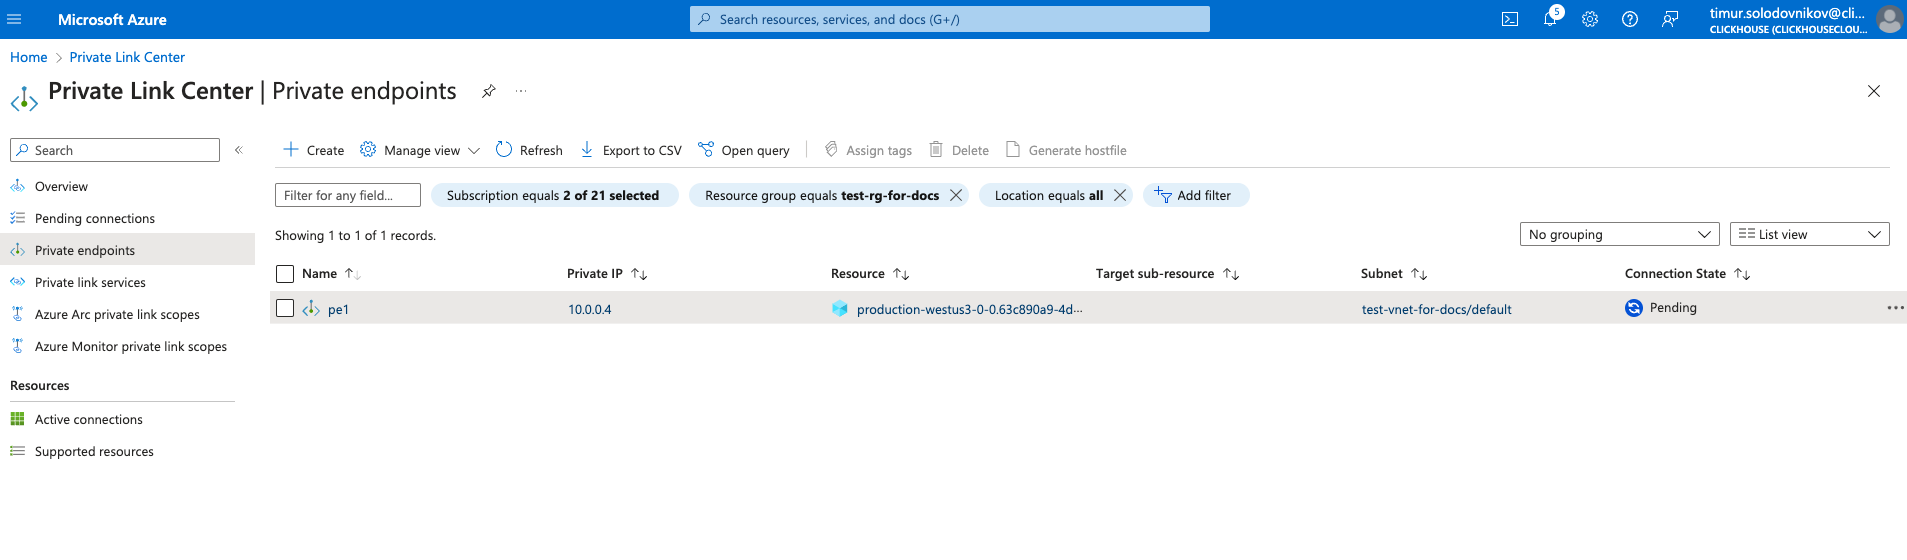 Microsoft Azure
Search resources, services, and docs (G+/)
5
timur.solodovnikov@cli...
CLICKHOUSE (CLICKHOUSECLOU...
Home > Private Link Center
Private Link Center | Private endpoints
...
Search
«
Create
Manage view
Refresh
Export to CSV
Open query
Assign tags
Delete
Generate hostfile
Overview
Pending connections
Private endpoints
Private link services
Azure Arc private link scopes
Azure Monitor private link scopes
Resources
Active connections
Supported resources
Filter for any field...
Subscription equals 2 of 21 selected
Resource group equals test-rg-for-docs
Location equals all
Add filter
Showing 1 to 1 of 1 records.
No grouping
List view
Name
Private IP
Resource
Target sub-resource
Subnet
Connection State
pe1
10.0.0.4
production-westus3-0-0.63c890a9-4d...
test-vnet-for-docs/default
Pending
...